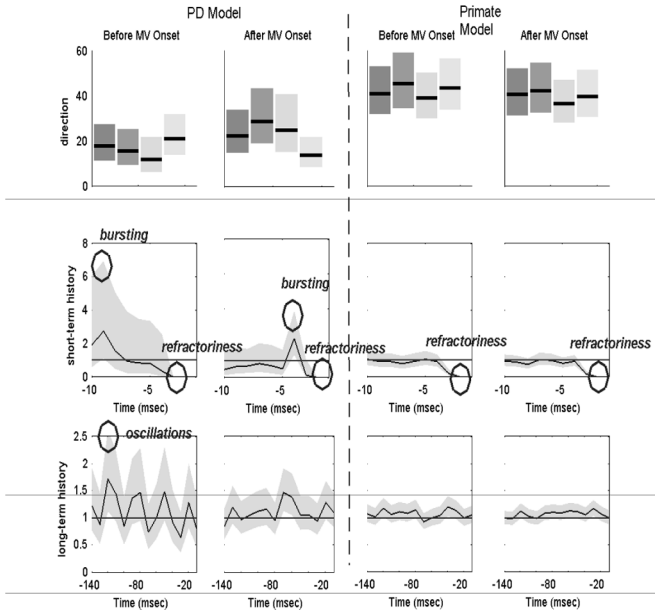 PD Model
Primate
Model
Before MV Onset
After MV Onset
Before MV Onset
After MV Onset
direction
60
40
20
0
short-term history
8
6
4
2
0
bursting
refractoriness
bursting
refractoriness
refractoriness
refractoriness
-10 -5
-10 -5
-10 -5
-10 -5
Time (msec)
Time (msec)
Time (msec)
Time (msec)
long-term history
2.5
2
1.5
1
0.5
0
oscillations
-140 -80 -20
-140 -80 -20
-140 -80 -20
-140 -80 -20
Time (msec)
Time (msec)
Time (msec)
Time (msec)